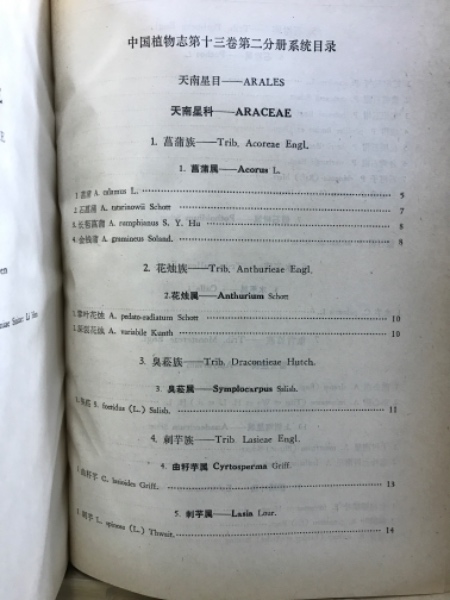 中国植物志第十三卷第二分册系统目录
天南星目——ARALES
天南星科——ARACEAE
1. 菖蒲族——Trib. Acoreae Engl.
1. 菖蒲属——Acorus L.
1. 菖蒲 A. calamus L. 5
2. 石菖蒲 A. tatarinowii Schott 7
3. 长苞菖蒲 A. rumphianus S. Y. Hu 8
4. 金钱蒲 A. gramineus Soland. 8
2. 花烛族——Trib. Anthurieae Engl.
2. 花烛属——Anthurium Schott
1. 掌叶花烛 A. pedato-radiatum Schott 10
2. 深裂花烛 A. variabile Kunth 10
3. 臭菘族——Trib. Dracontieae Hutch.
3. 臭菘属——Symplocarpus Salisb.
1. 臭菘 S. foetidus (L.) Salisb. 11
4. 刺芋族——Trib. Lasieae Engl.
4. 曲籽芋属 Cyrtosperma Griff.
1. 曲籽芋 C. lasioides Griff. 13
5. 刺芋属——Lasia Lour.
1. 刺芋 L. spinosa (L.) Thwait. 14